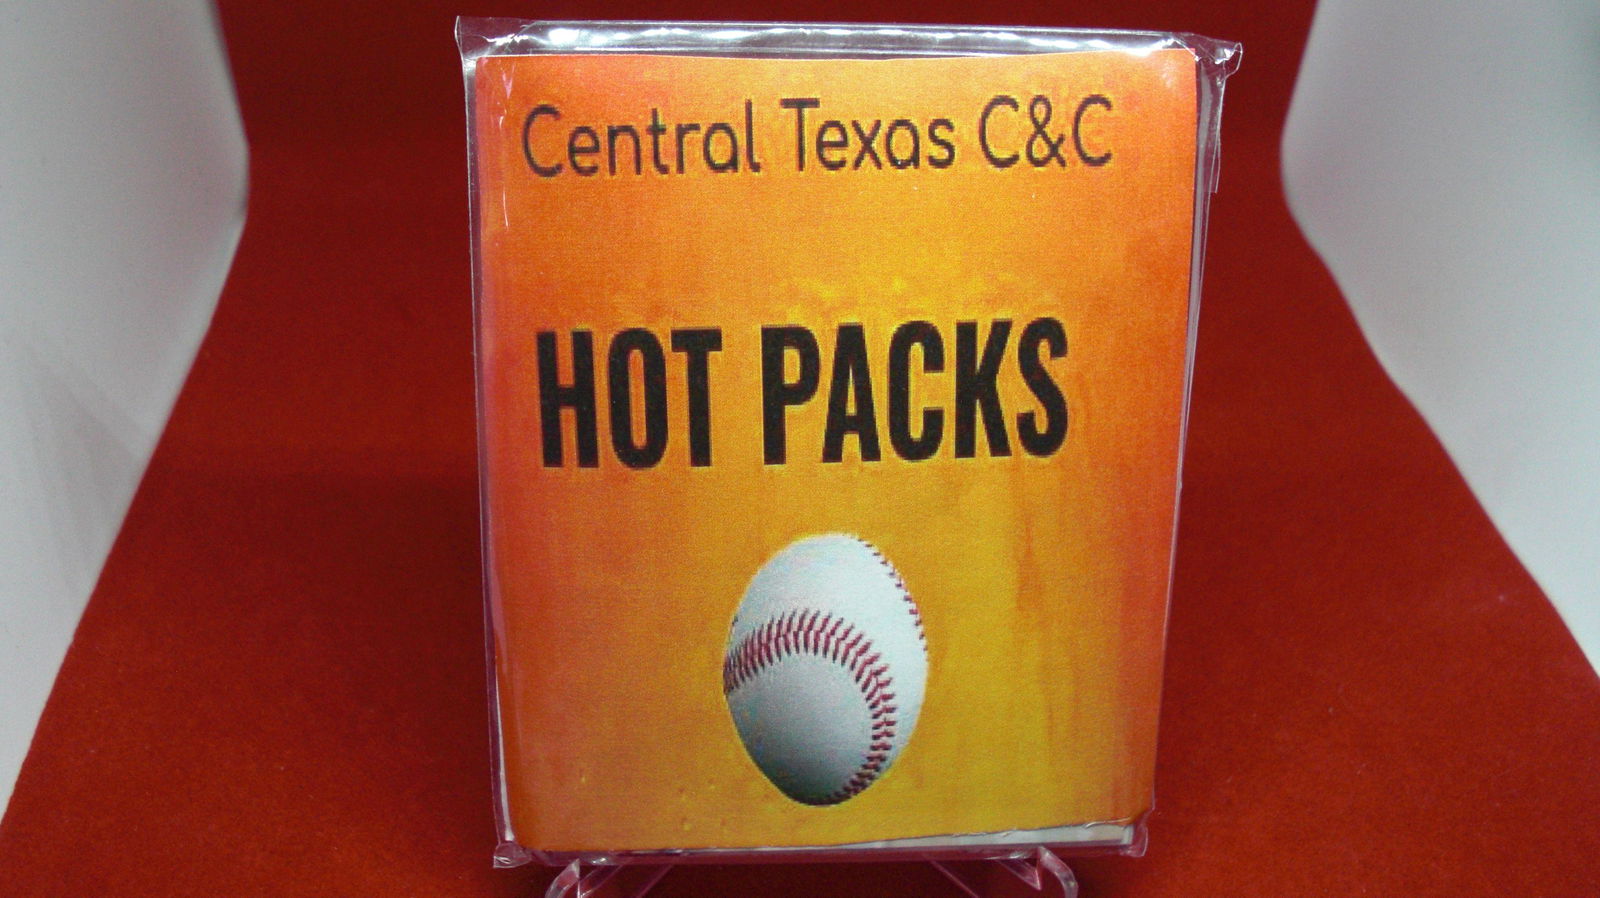 Central Texas C&C
HOT PACKS